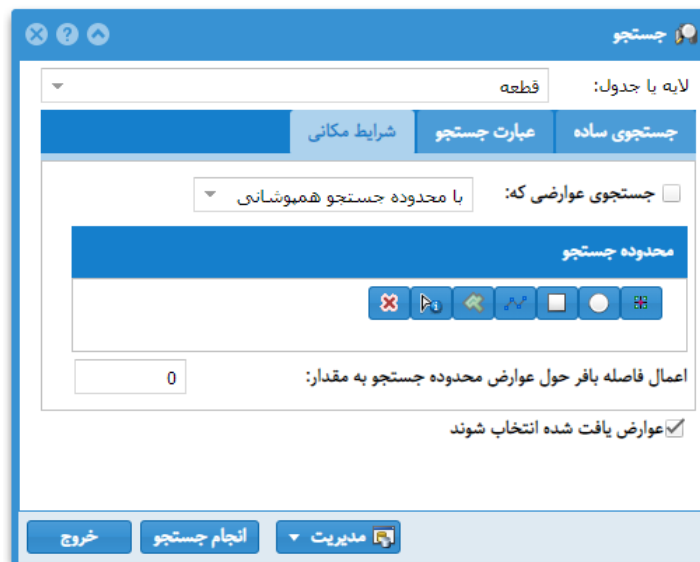 جستجو
لایه یا جدول: قطعه
جستجوی ساده عبارت جستجو شرایط مکانی
جستجوی عوارضی که: با محدوده جستجو همپوشانی
محدوده جستجو
اعمال فاصله بافر حول عوارض محدوده جستجو به مقدار: 0
عوارض یافت شده انتخاب شوند
مدیریت انجام جستجو خروج